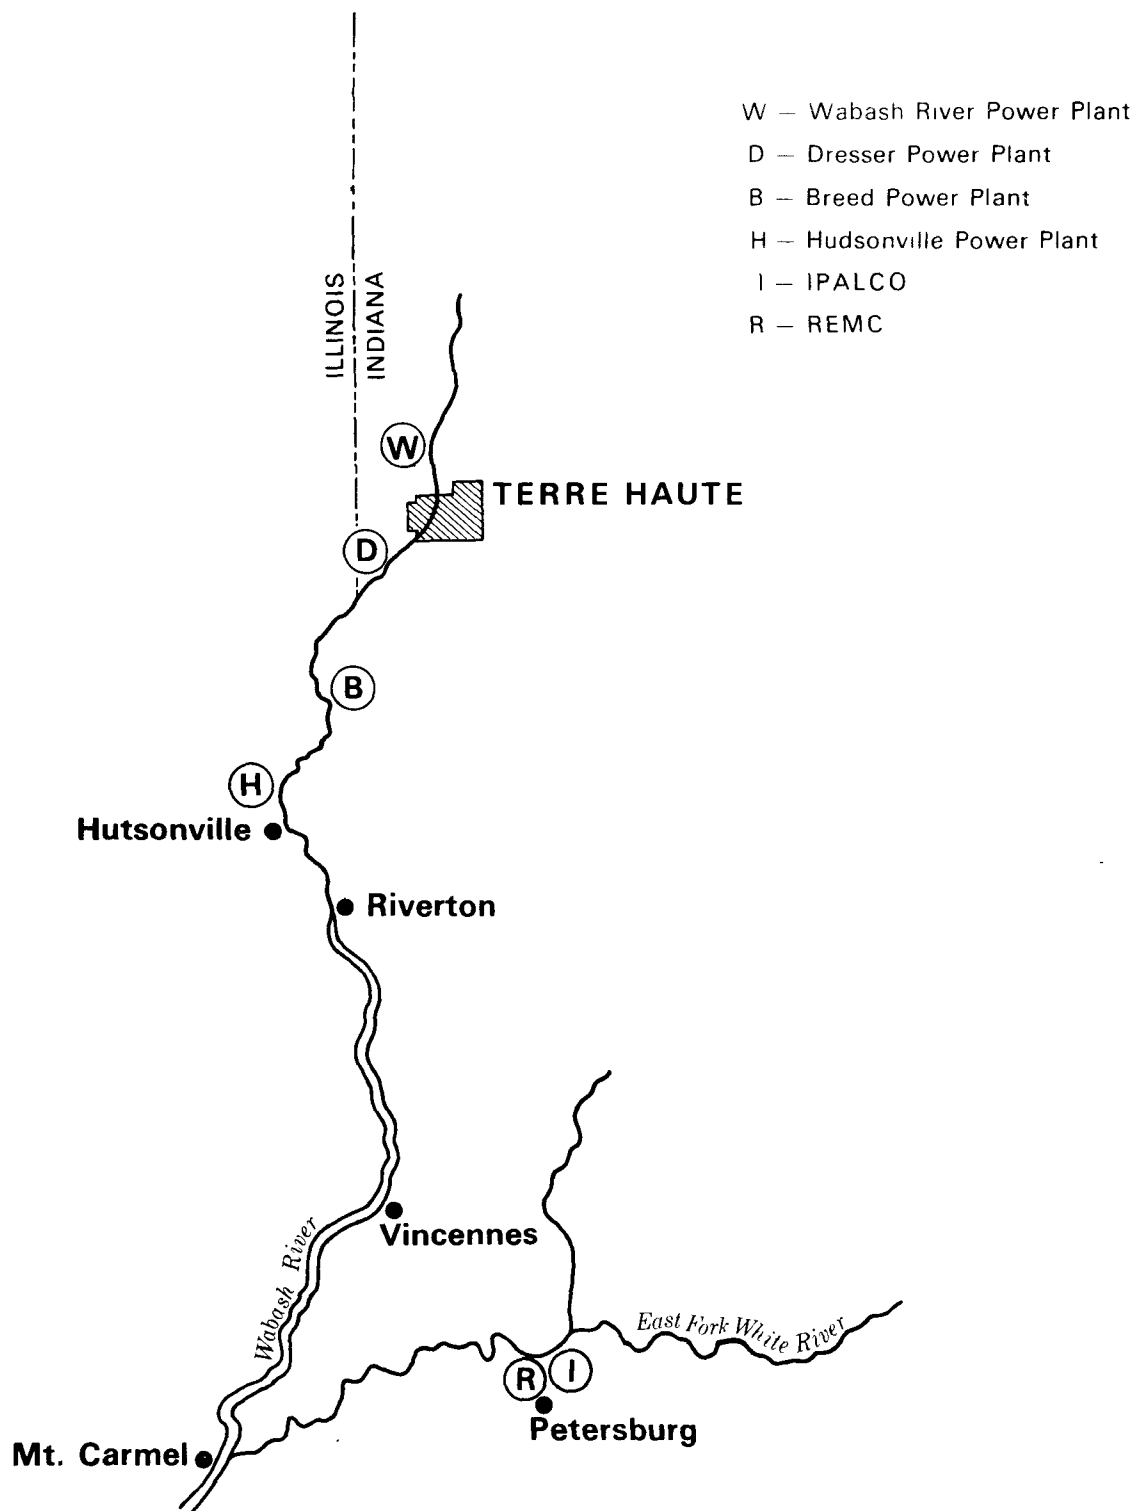 W – Wabash River Power Plant
D – Dresser Power Plant
B – Breed Power Plant
H – Hudsonville Power Plant
I – IPALCO
R – REMC
ILLINOIS
INDIANA
W
TERRE HAUTE
D
B
H
Hutsonville
Riverton
Vincennes
Wabash River
East Fork White River
R
I
Petersburg
Mt. Carmel